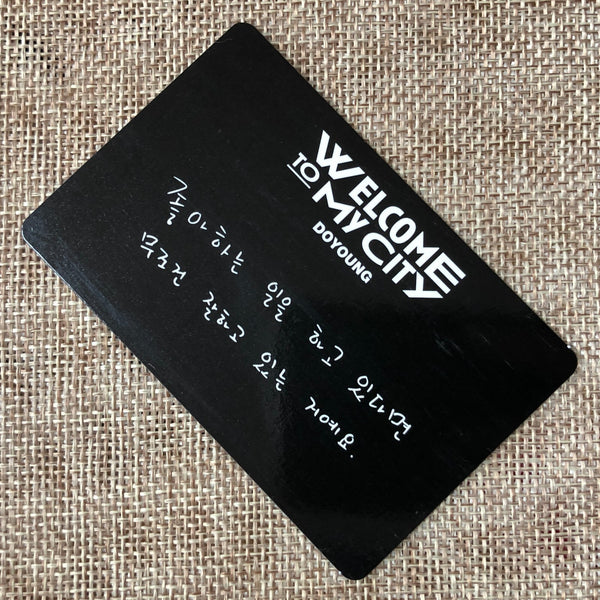 WELCOME
TO MY CITY
DOYOUNG
좋아하는 일을 하고 있다면
무조건 잘하고 있는 거예요.